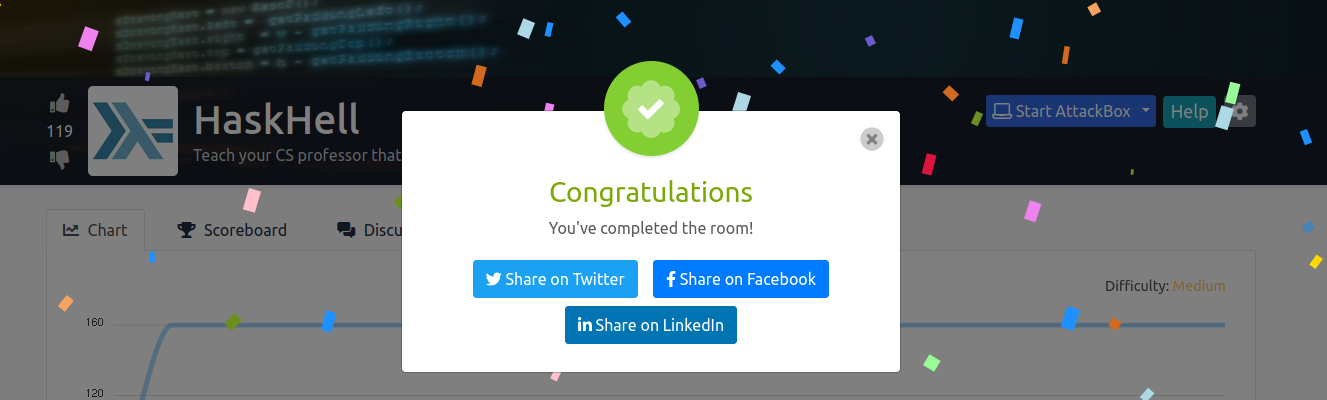 119
HaskHell
Teach your CS professor that
Start AttackBox
Help
Congratulations
You've completed the room!
Share on Twitter
Share on Facebook
Share on LinkedIn
Chart
Scoreboard
Discu
Difficulty: Medium
160
120